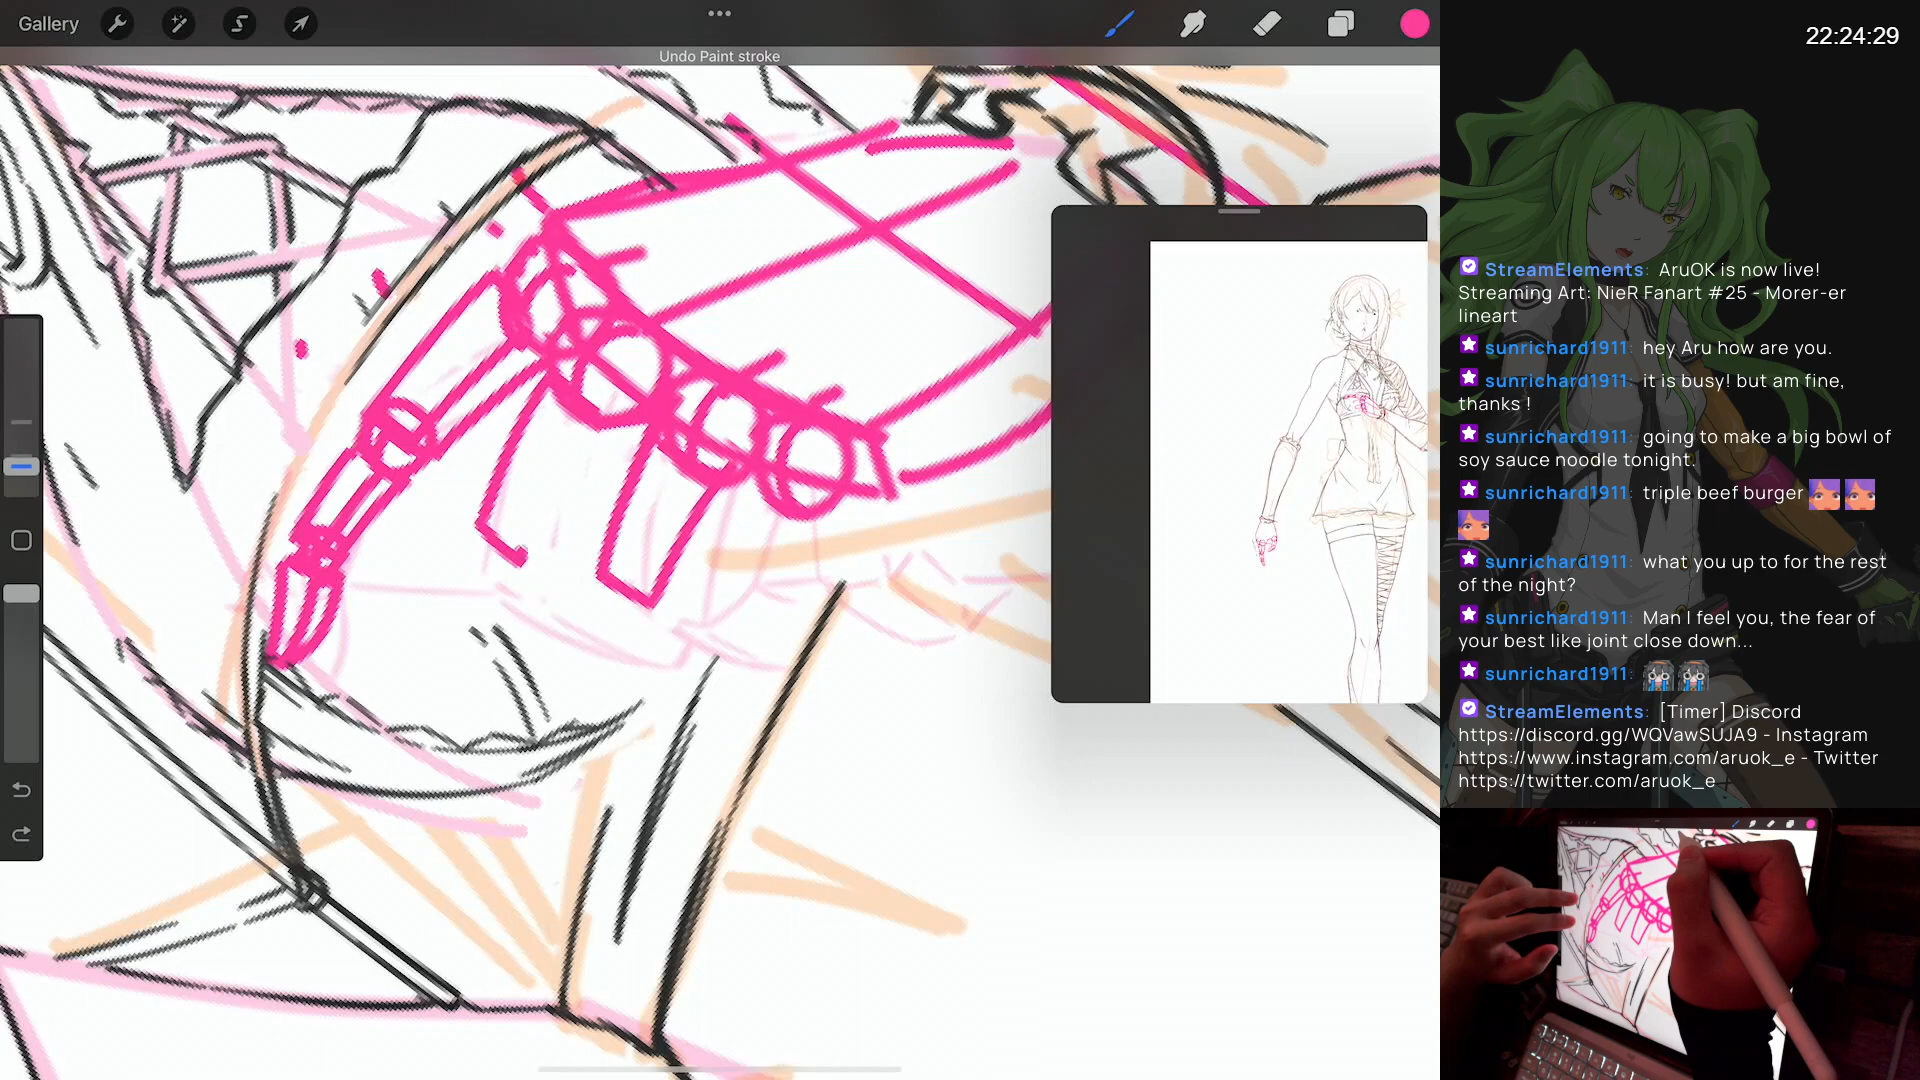 Gallery
Undo Paint stroke
22:24:29
StreamElements: AruOK is now live!
Streaming Art: NieR Fanart #25 - Morer-er
lineart
sunrichard1911: hey Aru how are you.
sunrichard1911: it is busy! but am fine,
thanks !
sunrichard1911: going to make a big bowl of
soy sauce noodle tonight.
sunrichard1911: triple beef burger
sunrichard1911: what you up to for the rest
of the night?
sunrichard1911: Man I feel you, the fear of
your best like joint close down...
sunrichard1911:
StreamElements: [Timer] Discord
https://discord.gg/WQVawSUJA9 - Instagram
https://www.instagram.com/aruok_e - Twitter
https://twitter.com/aruok_e